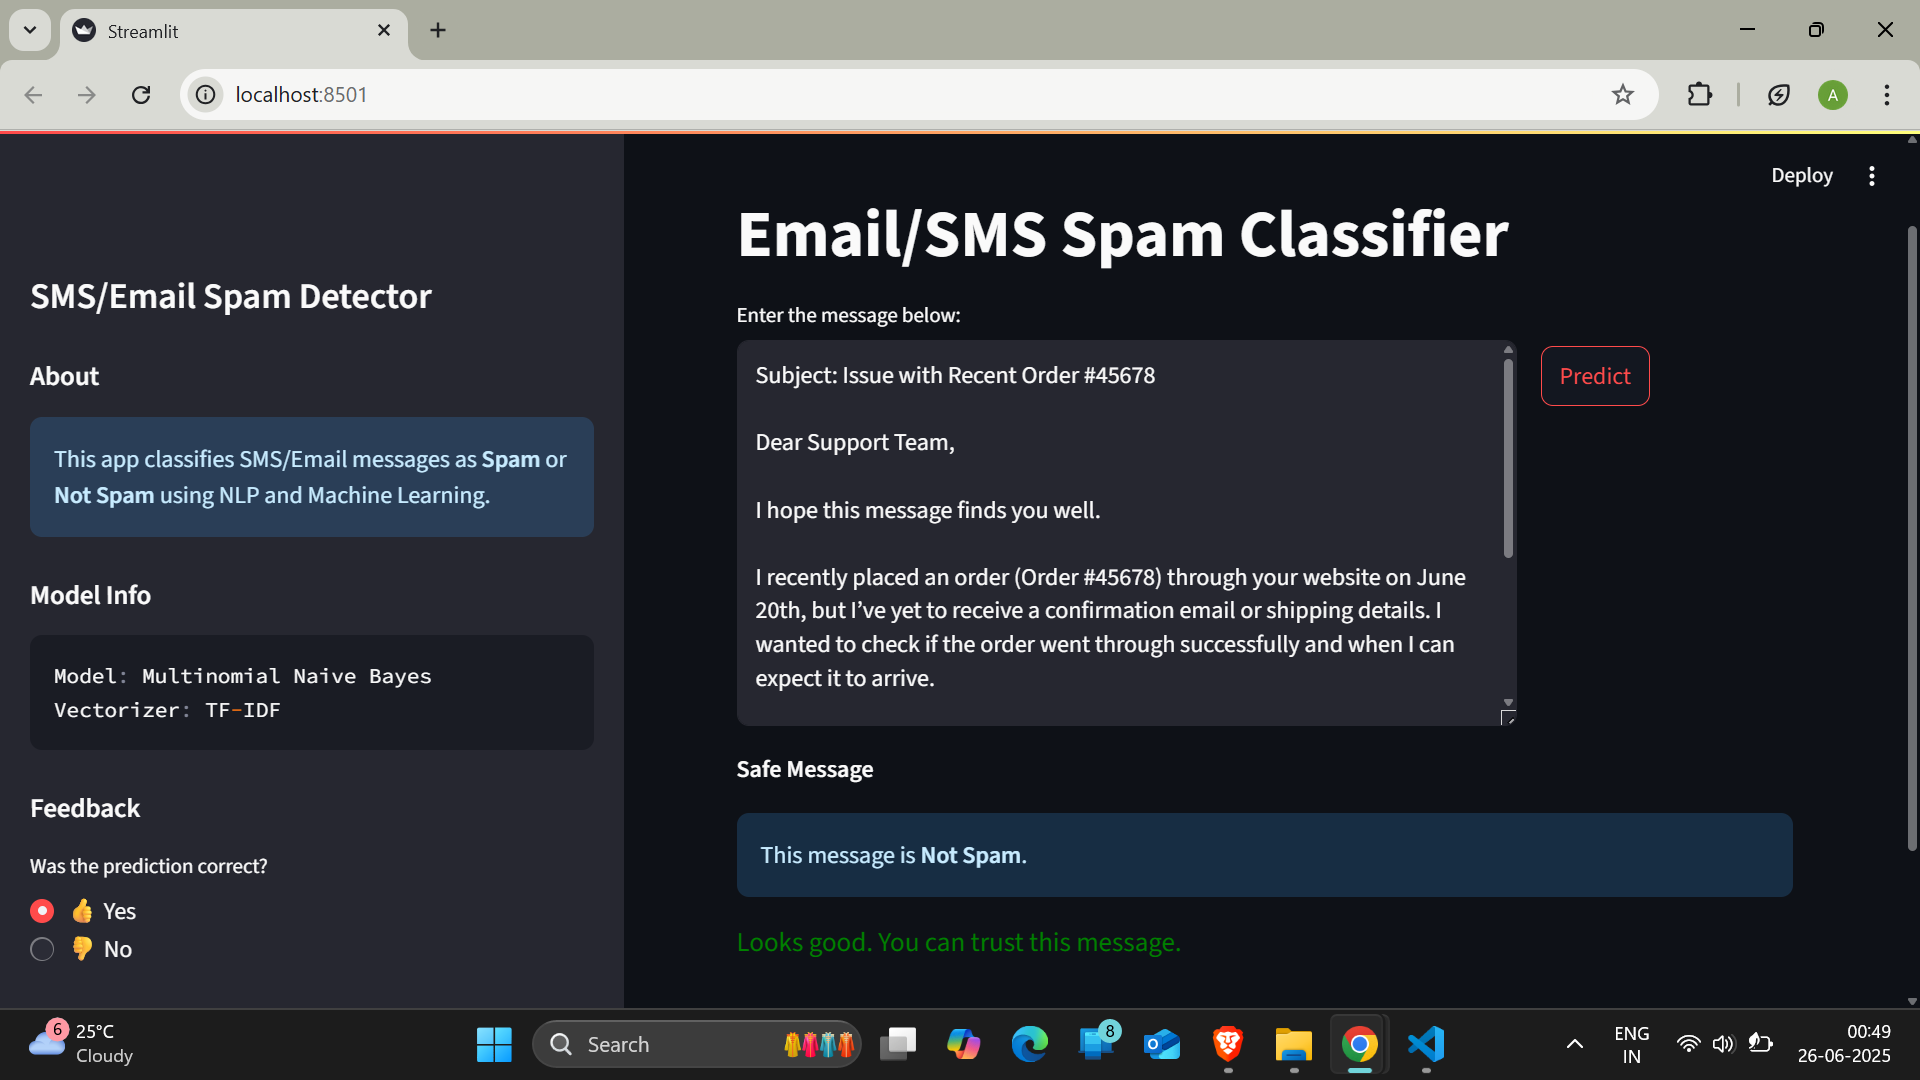 Streamlit
localhost:8501
A
Deploy
SMS/Email Spam Detector
About
This app classifies SMS/Email messages as Spam or
Not Spam using NLP and Machine Learning.
Model Info
Model: Multinomial Naive Bayes
Vectorizer: TF-IDF
Feedback
Was the prediction correct?
👍 Yes
👎 No
Email/SMS Spam Classifier
Enter the message below:
Subject: Issue with Recent Order #45678
Dear Support Team,
I hope this message finds you well.
I recently placed an order (Order #45678) through your website on June
20th, but I’ve yet to receive a confirmation email or shipping details. I
wanted to check if the order went through successfully and when I can
expect it to arrive.
Predict
Safe Message
This message is Not Spam.
Looks good. You can trust this message.
6
25°C
Cloudy
Search
8
ENG
IN
00:49
26-06-2025